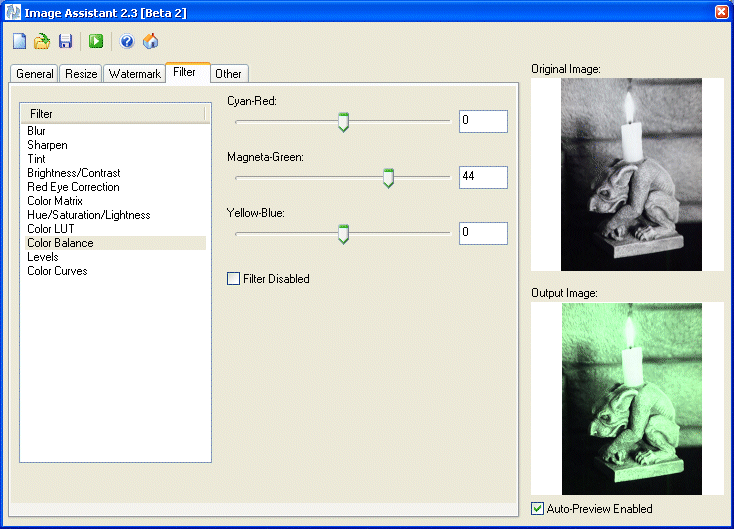 Image Assistant 2.3 [Beta 2]
General Resize Watermark Filter Other
Filter
Blur
Sharpen
Tint
Brightness/Contrast
Red Eye Correction
Color Matrix
Hue/Saturation/Lightness
Color LUT
Color Balance
Levels
Color Curves
Cyan-Red:
0
Magneta-Green:
44
Yellow-Blue:
0
Filter Disabled
Original Image:
Output Image:
Auto-Preview Enabled